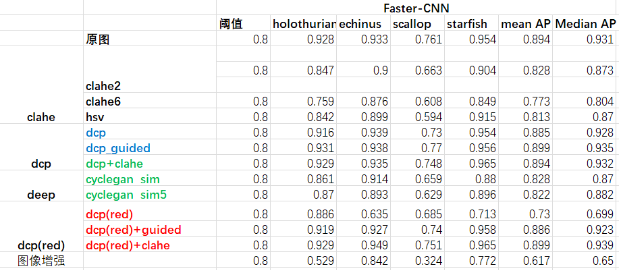 Faster-CNN
阈值 holothurian echinus scallop starfish mean AP Median AP
原图 0.8 0.928 0.933 0.761 0.954 0.894 0.931
clahe2 0.8 0.847 0.9 0.663 0.904 0.828 0.873
clahe6 0.8 0.759 0.876 0.608 0.849 0.773 0.804
clahe hsv 0.8 0.842 0.899 0.594 0.915 0.813 0.87
dcp 0.8 0.916 0.939 0.73 0.954 0.885 0.928
dcp_guided 0.8 0.931 0.938 0.77 0.956 0.899 0.935
dcp dcp+clahe 0.8 0.929 0.935 0.748 0.965 0.894 0.932
cyclegan_sim 0.8 0.861 0.914 0.659 0.88 0.828 0.87
deep cyclegan_sim5 0.8 0.87 0.893 0.629 0.896 0.822 0.882
dcp(red) 0.8 0.886 0.635 0.685 0.713 0.73 0.699
dcp(red)+guided 0.8 0.919 0.927 0.74 0.958 0.886 0.923
dcp(red) dcp(red)+clahe 0.8 0.929 0.949 0.751 0.965 0.899 0.939
图像增强 0.8 0.529 0.842 0.324 0.772 0.617 0.65